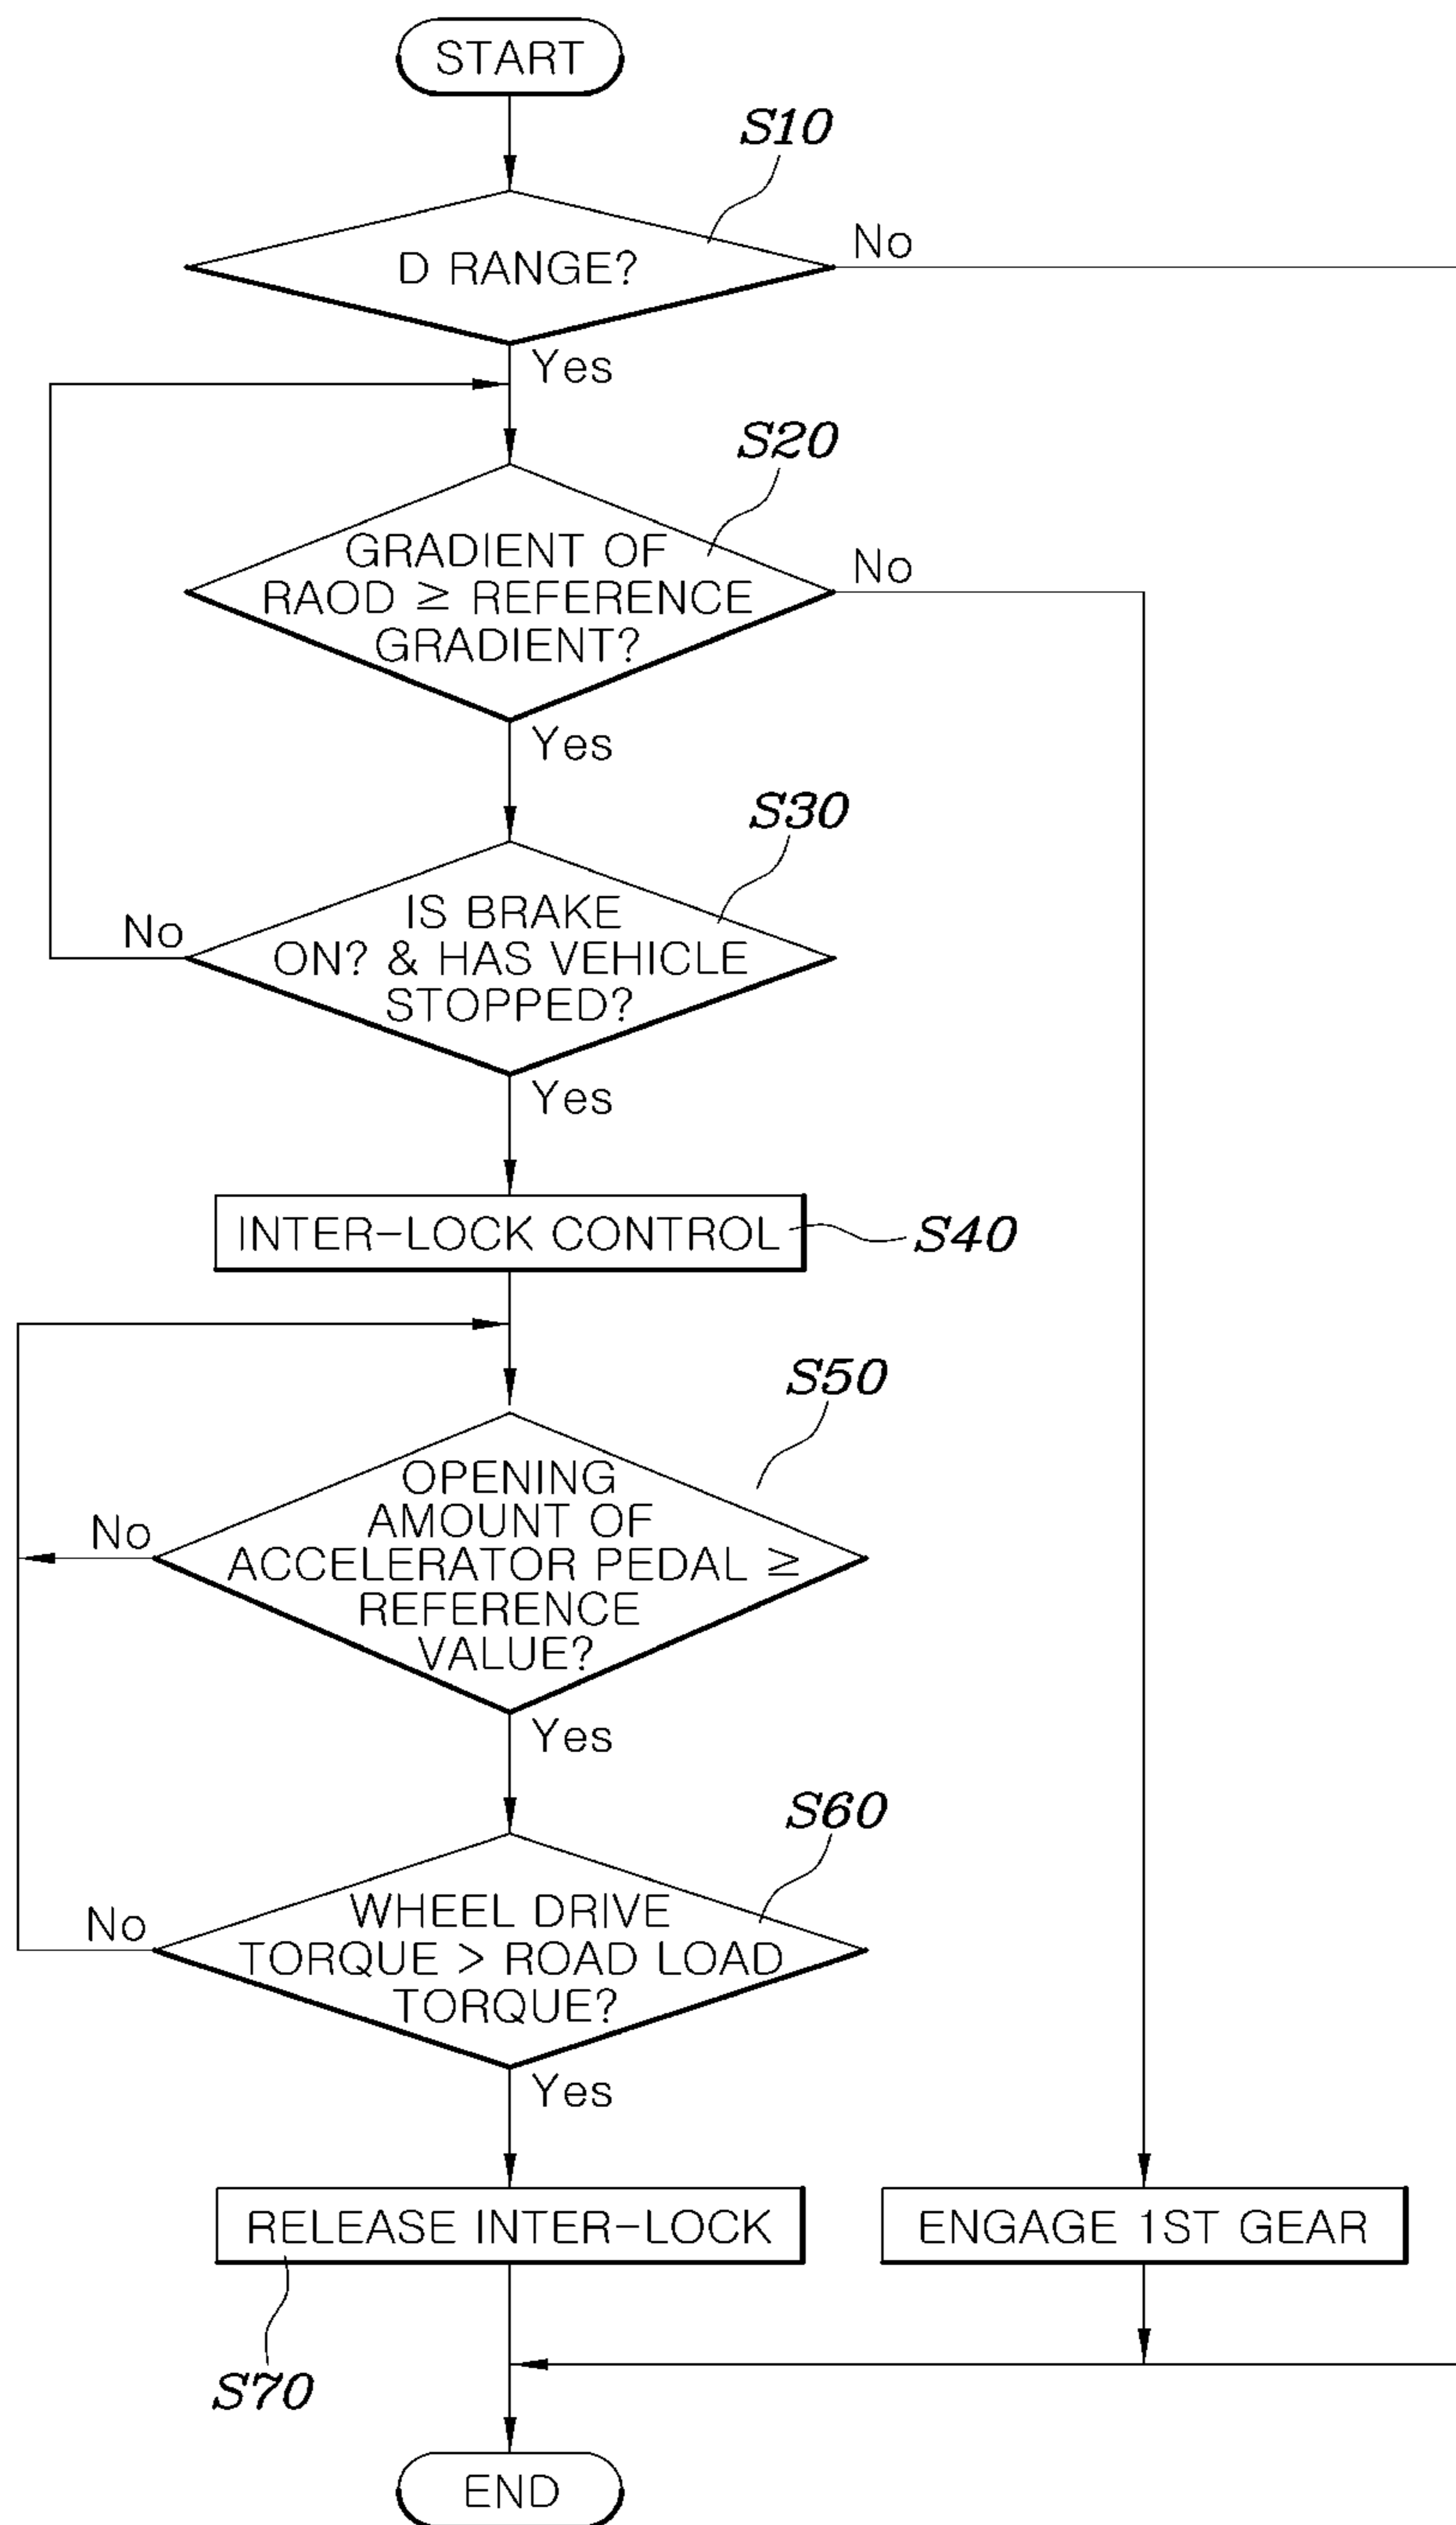 START
S10
D RANGE?
No
Yes
S20
GRADIENT OF
RAOD ≥ REFERENCE
GRADIENT?
No
Yes
S30
IS BRAKE
ON? & HAS VEHICLE
STOPPED?
No
Yes
INTER-LOCK CONTROL
S40
S50
OPENING
AMOUNT OF
ACCELERATOR PEDAL ≥
REFERENCE
VALUE?
No
Yes
S60
WHEEL DRIVE
TORQUE > ROAD LOAD
TORQUE?
No
Yes
RELEASE INTER-LOCK
ENGAGE 1ST GEAR
S70
END